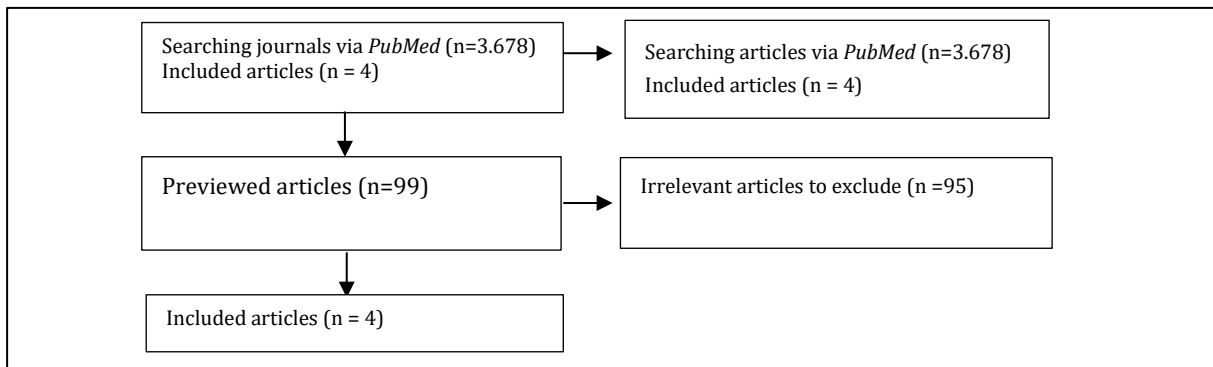 Searching journals via PubMed (n=3.678)
Included articles (n = 4)
Searching articles via PubMed (n=3.678)
Included articles (n = 4)
Previewed articles (n=99)
Irrelevant articles to exclude (n =95)
Included articles (n = 4)